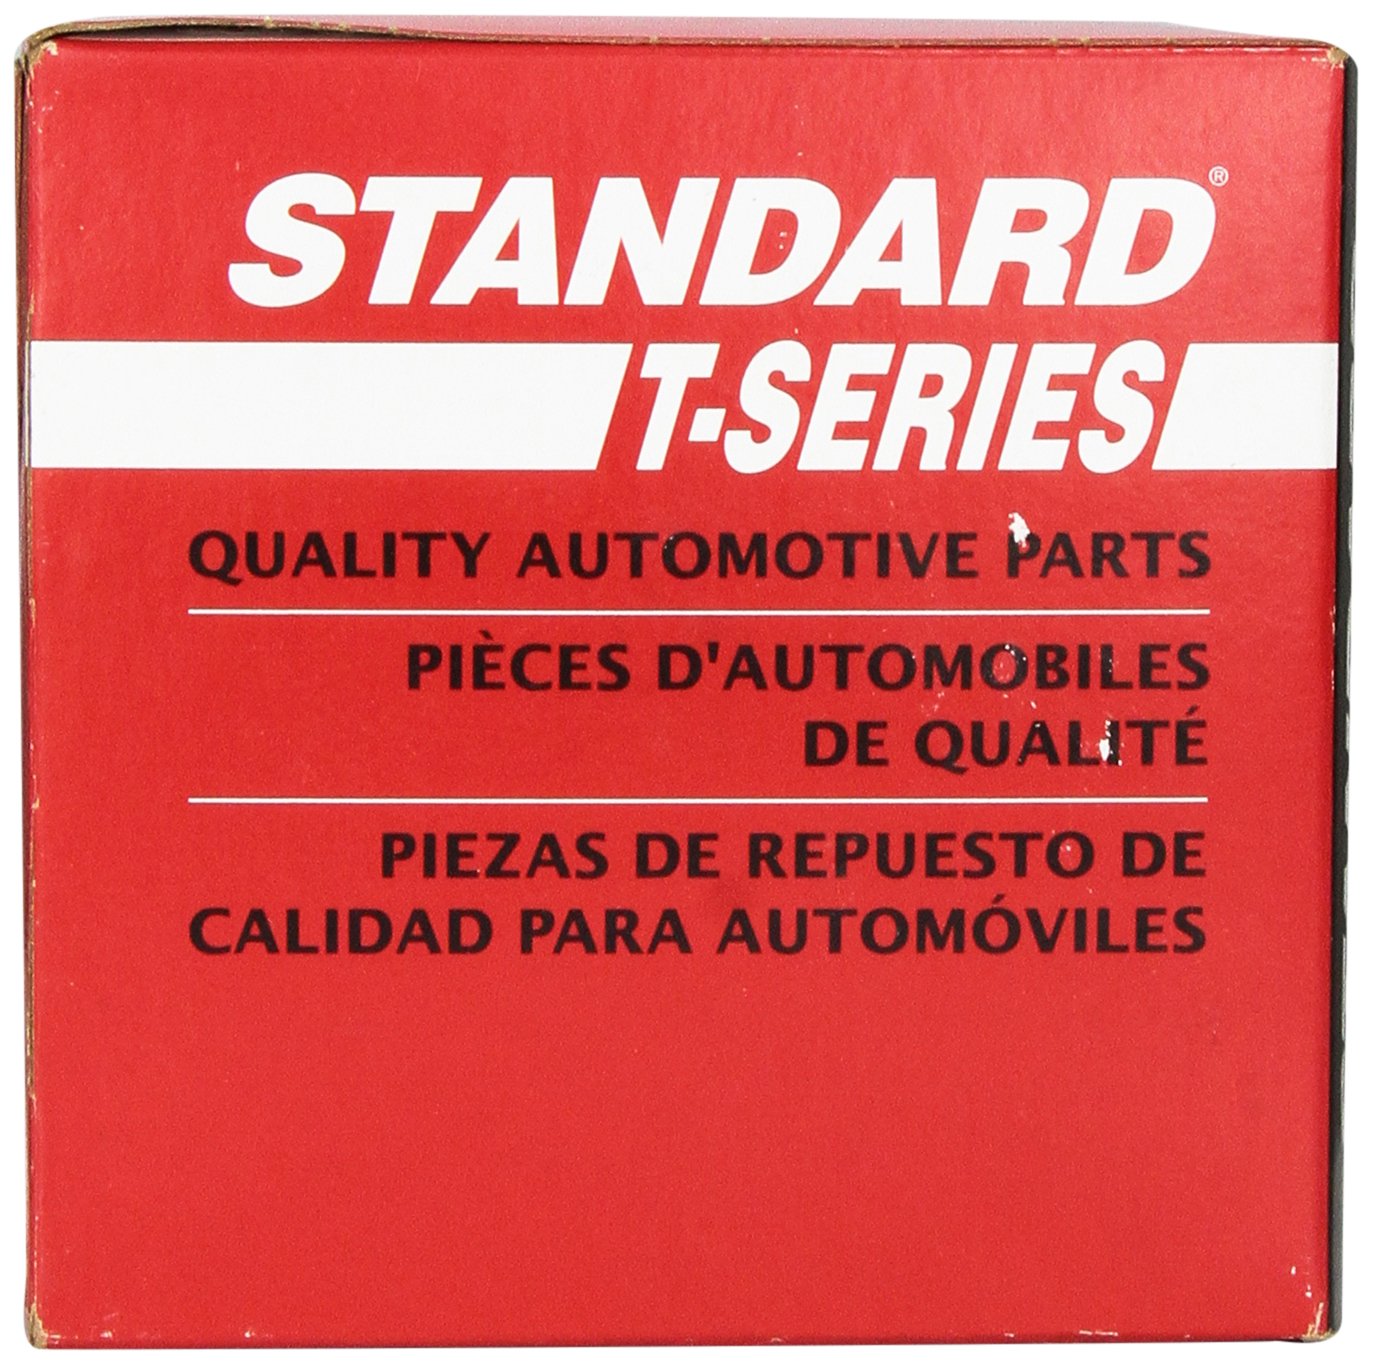 STANDARD®
T-SERIES
QUALITY AUTOMOTIVE PARTS
PIÈCES D'AUTOMOBILES
DE QUALITÉ
PIEZAS DE REPUESTO DE
CALIDAD PARA AUTOMÓVILES